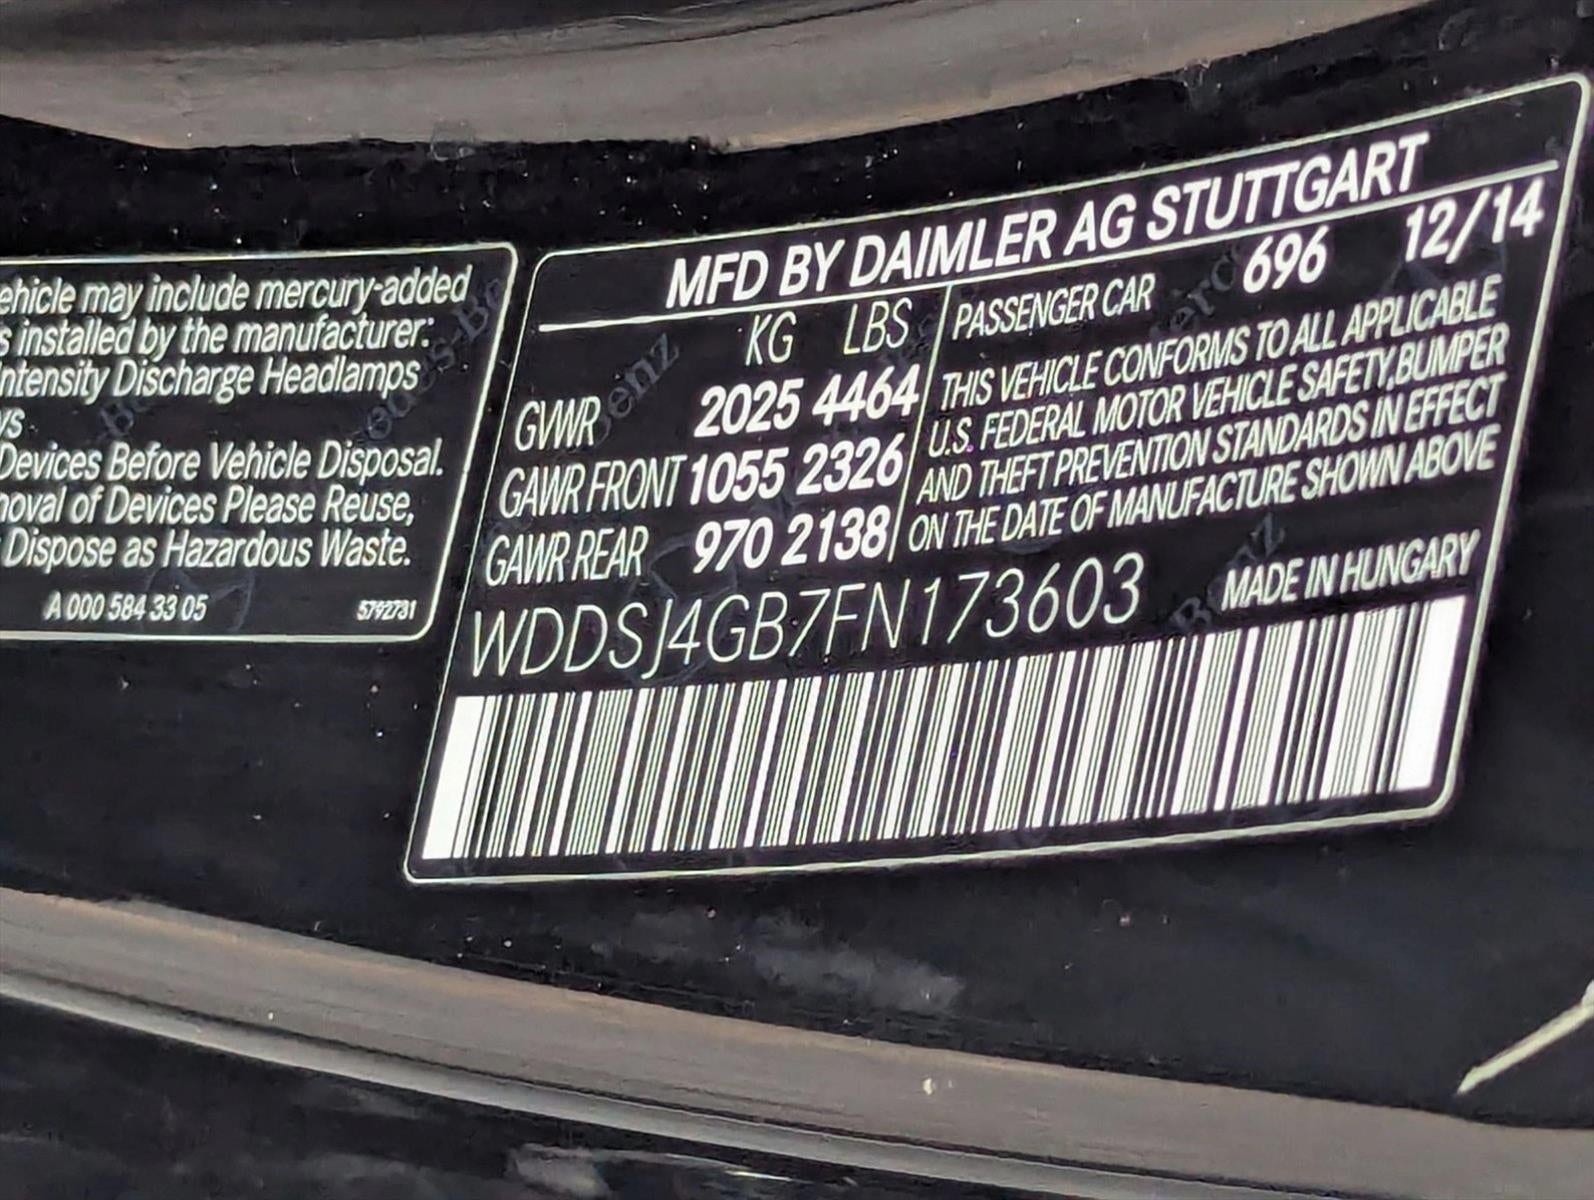 ehicle may include mercury-added
s installed by the manufacturer:
ntensity Discharge Headlamps
ys
Devices Before Vehicle Disposal.
noval of Devices Please Reuse,
Dispose as Hazardous Waste.
A 000 584 33 05 5792731
MFD BY DAIMLER AG STUTTGART
KG LBS
GVWR 2025 4464
GAWR FRONT 1055 2326
GAWR REAR 970 2138
PASSENGER CAR 696 12/14
THIS VEHICLE CONFORMS TO ALL APPLICABLE
U.S. FEDERAL MOTOR VEHICLE SAFETY,BUMPER
AND THEFT PREVENTION STANDARDS IN EFFECT
ON THE DATE OF MANUFACTURE SHOWN ABOVE
WDDSJ4GB7FN173603
MADE IN HUNGARY